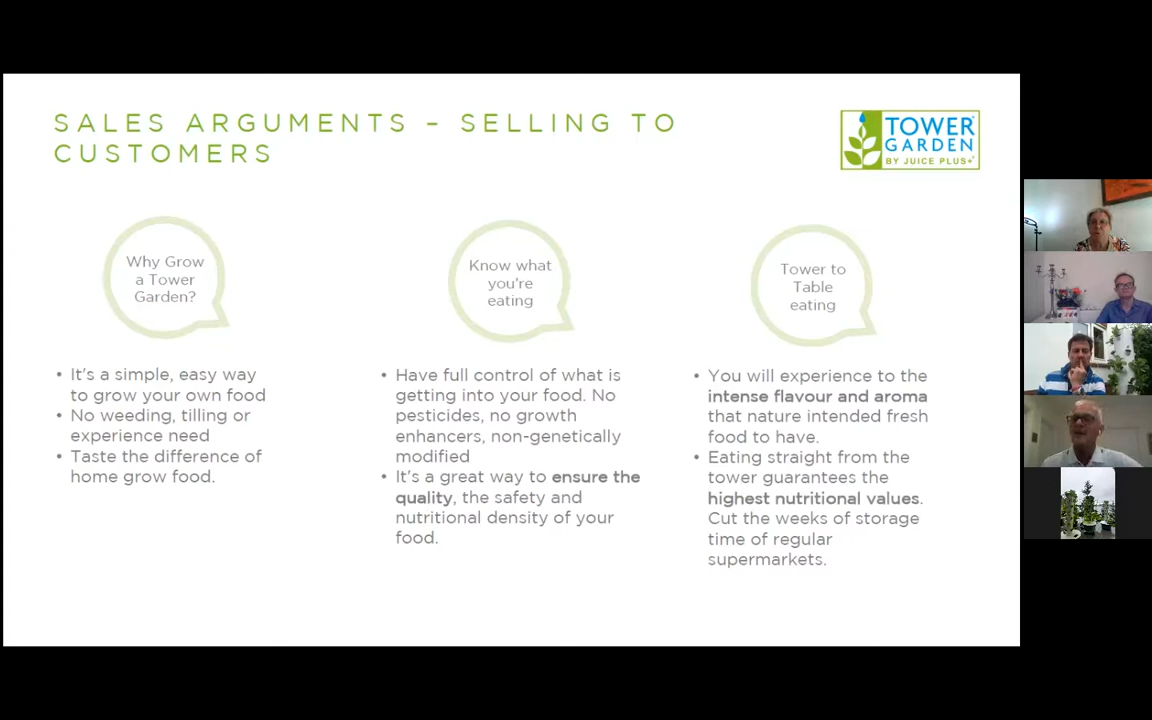 SALES ARGUMENTS – SELLING TO
CUSTOMERS
TOWER
GARDEN
BY JUICE PLUS+
Why Grow
a Tower
Garden?
• It's a simple, easy way
to grow your own food
• No weeding, tilling or
experience need
• Taste the difference of
home grow food.
Know what
you're
eating
• Have full control of what is
getting into your food. No
pesticides, no growth
enhancers, non-genetically
modified
• It's a great way to ensure the
quality, the safety and
nutritional density of your
food.
Tower to
Table
eating
• You will experience to the
intense flavour and aroma
that nature intended fresh
food to have.
• Eating straight from the
tower guarantees the
highest nutritional values.
Cut the weeks of storage
time of regular
supermarkets.